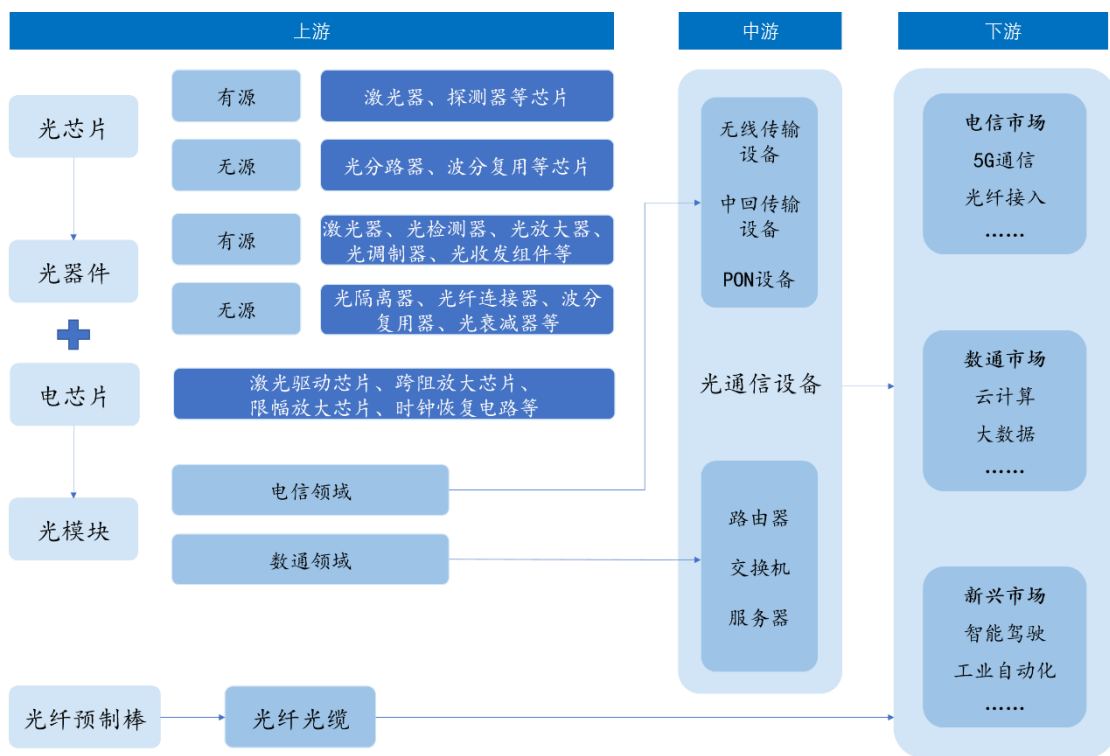 上游
中游
下游
光芯片
有源
激光器、探测器等芯片
无源
光分路器、波分复用等芯片
光器件
有源
激光器、光检测器、光放大器、
光调制器、光收发组件等
无源
光隔离器、光纤连接器、波分
复用器、光衰减器等
电芯片
激光驱动芯片、跨阻放大芯片、
限幅放大芯片、时钟恢复电路等
光模块
电信领域
数通领域
光纤预制棒
光纤光缆
无线传输
设备
中回传输
设备
PON设备
光通信设备
路由器
交换机
服务器
电信市场
5G通信
光纤接入
……
数通市场
云计算
大数据
……
新兴市场
智能驾驶
工业自动化
……